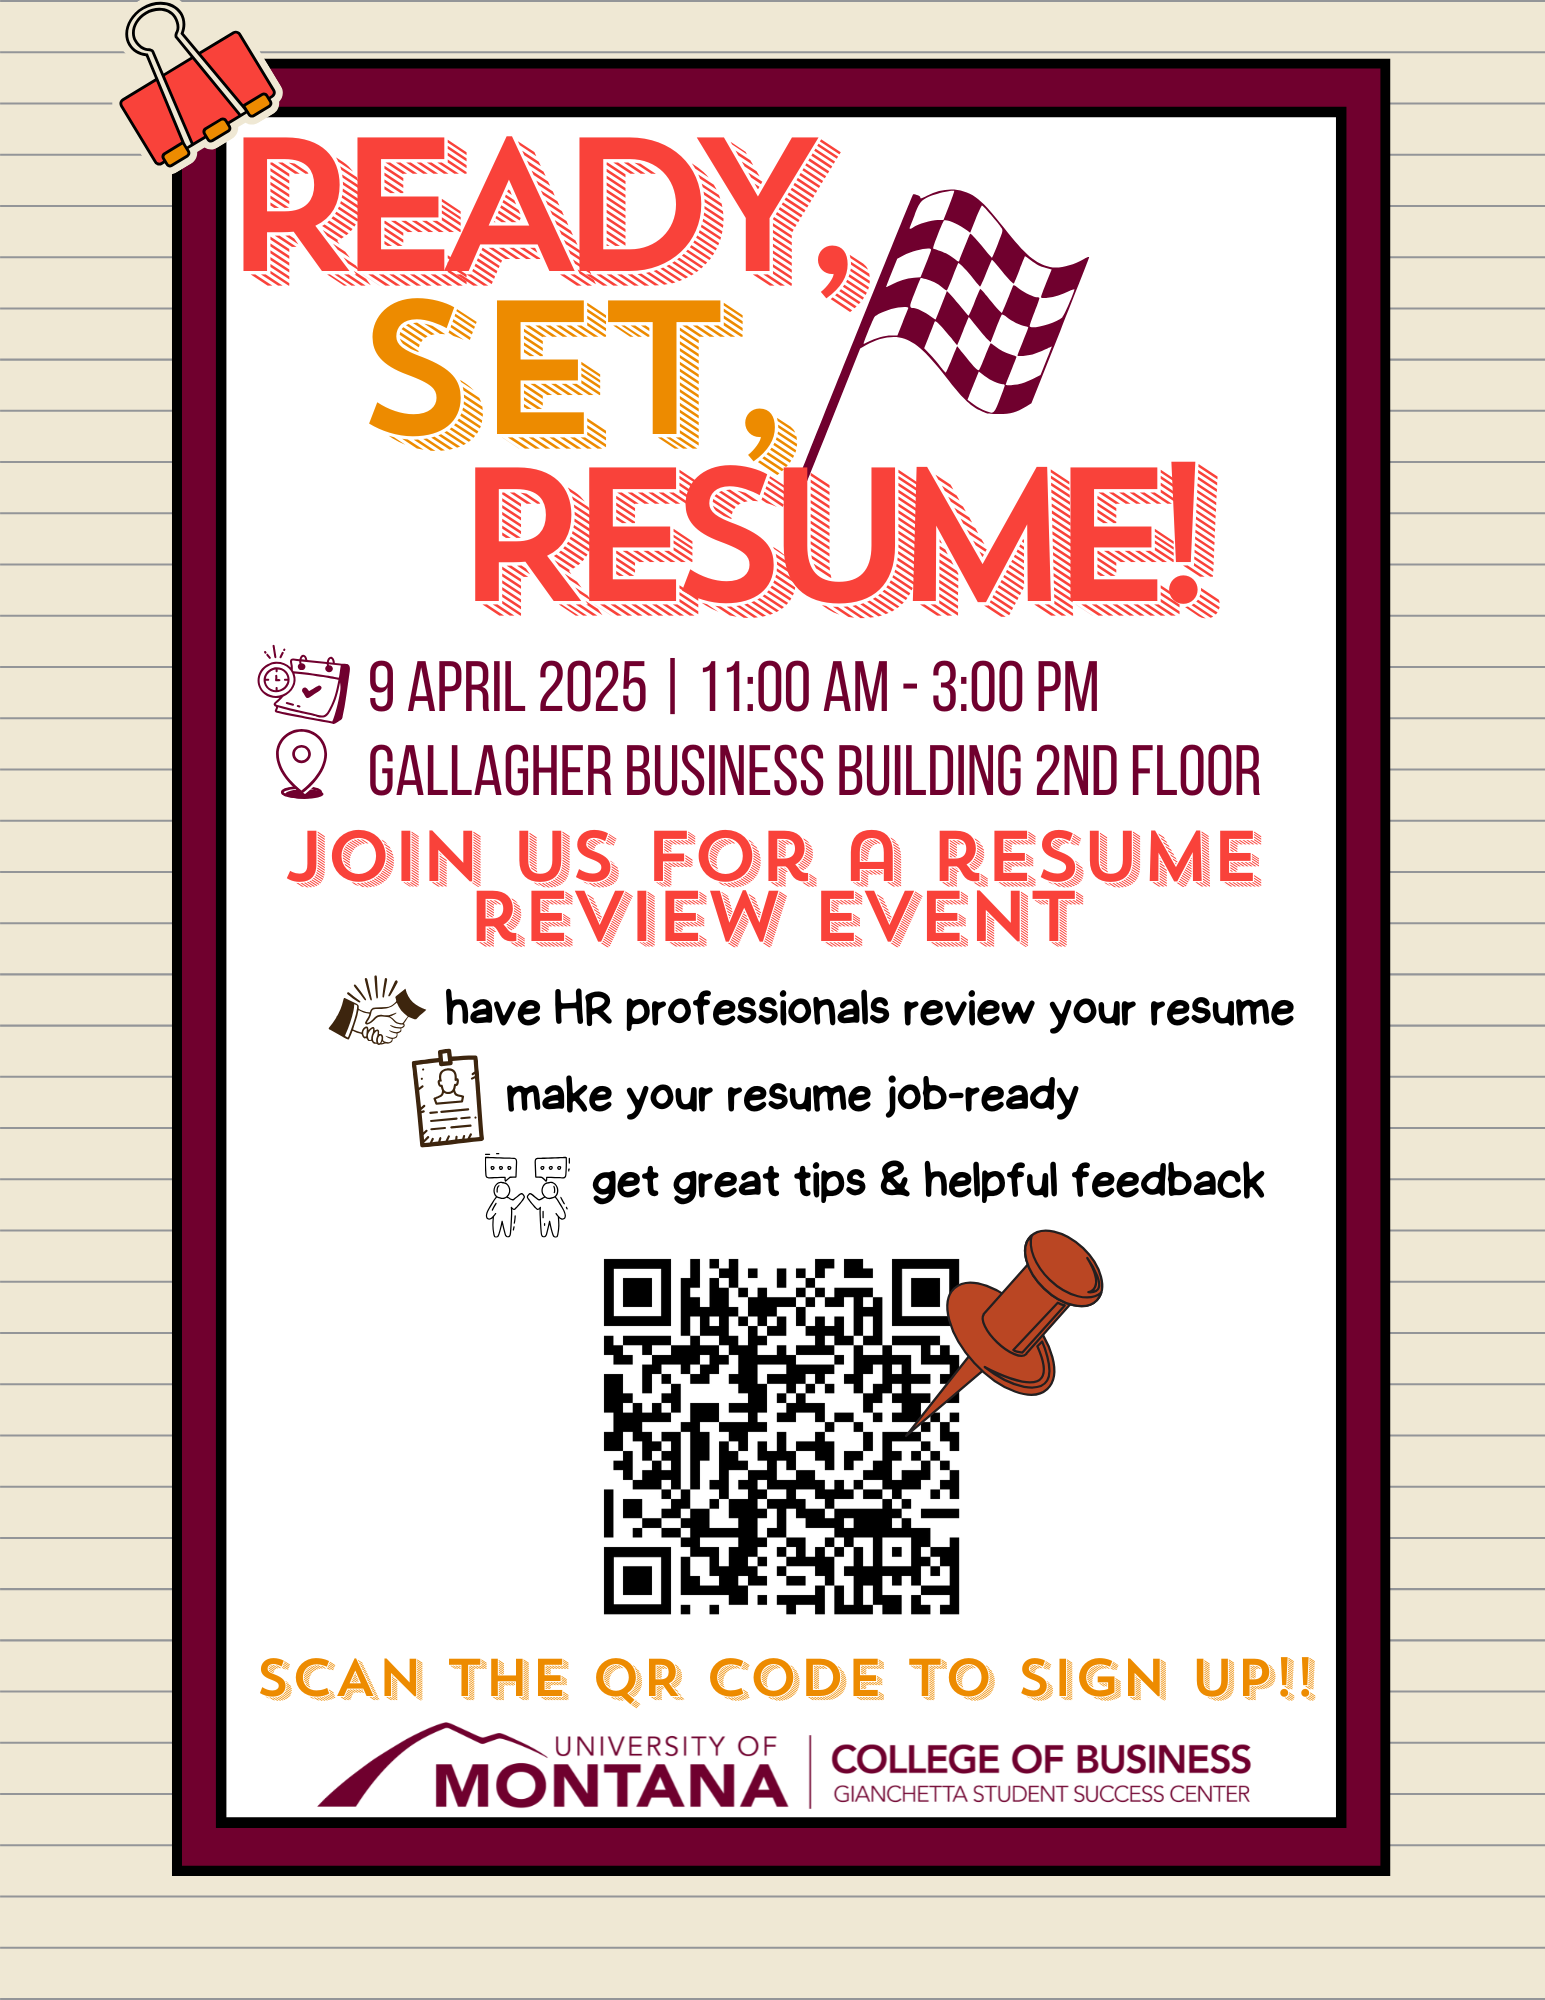 READY,
SET,
RESUME!
9 APRIL 2025 | 11:00 AM - 3:00 PM
GALLAGHER BUSINESS BUILDING 2ND FLOOR
JOIN US FOR A RESUME
REVIEW EVENT
have HR professionals review your resume
make your resume job-ready
get great tips & helpful feedback
SCAN THE QR CODE TO SIGN UP!!
UNIVERSITY OF
MONTANA
COLLEGE OF BUSINESS
GIANCHETTA STUDENT SUCCESS CENTER